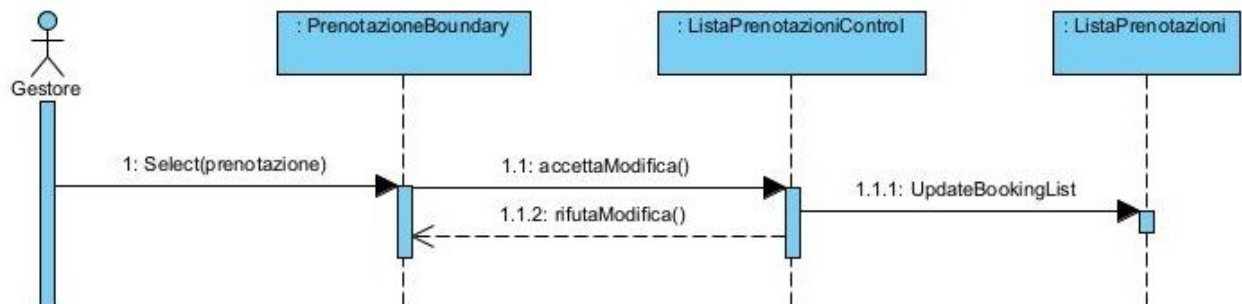 : PrenotazioneBoundary
: ListaPrenotazioniControl
: ListaPrenotazioni
Gestore
1: Select(prenotazione)
1.1: accettaModifica()
1.1.1: UpdateBookingList
1.1.2: rifutaModifica()